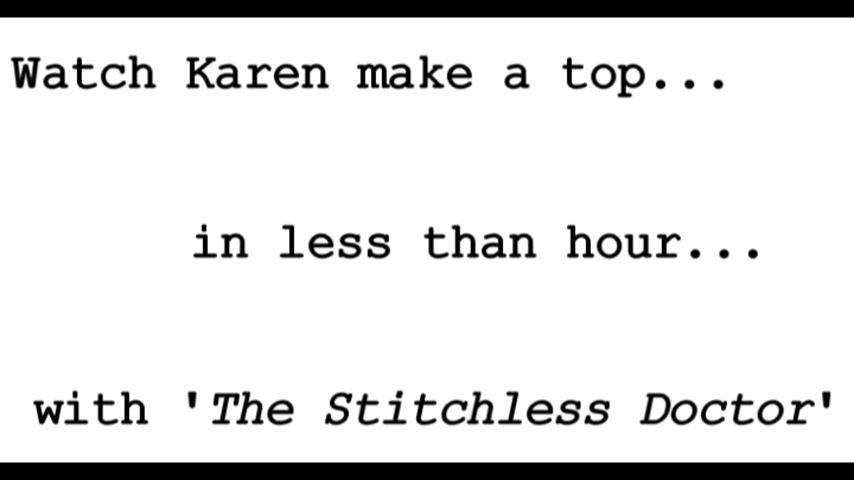 Watch Karen make a top...
in less than hour...
with 'The Stitchless Doctor'